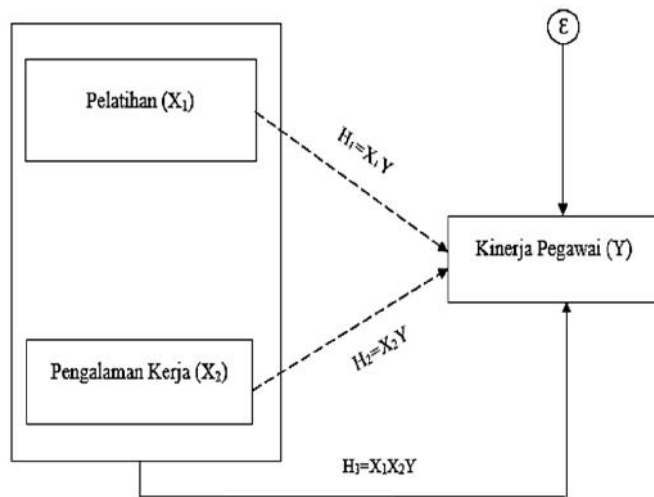 ε
Pelatihan (X₁)
H₁=X₁Y
Kinerja Pegawai (Y)
H₂=X₂Y
Pengalaman Kerja (X₂)
H₃=X₁X₂Y